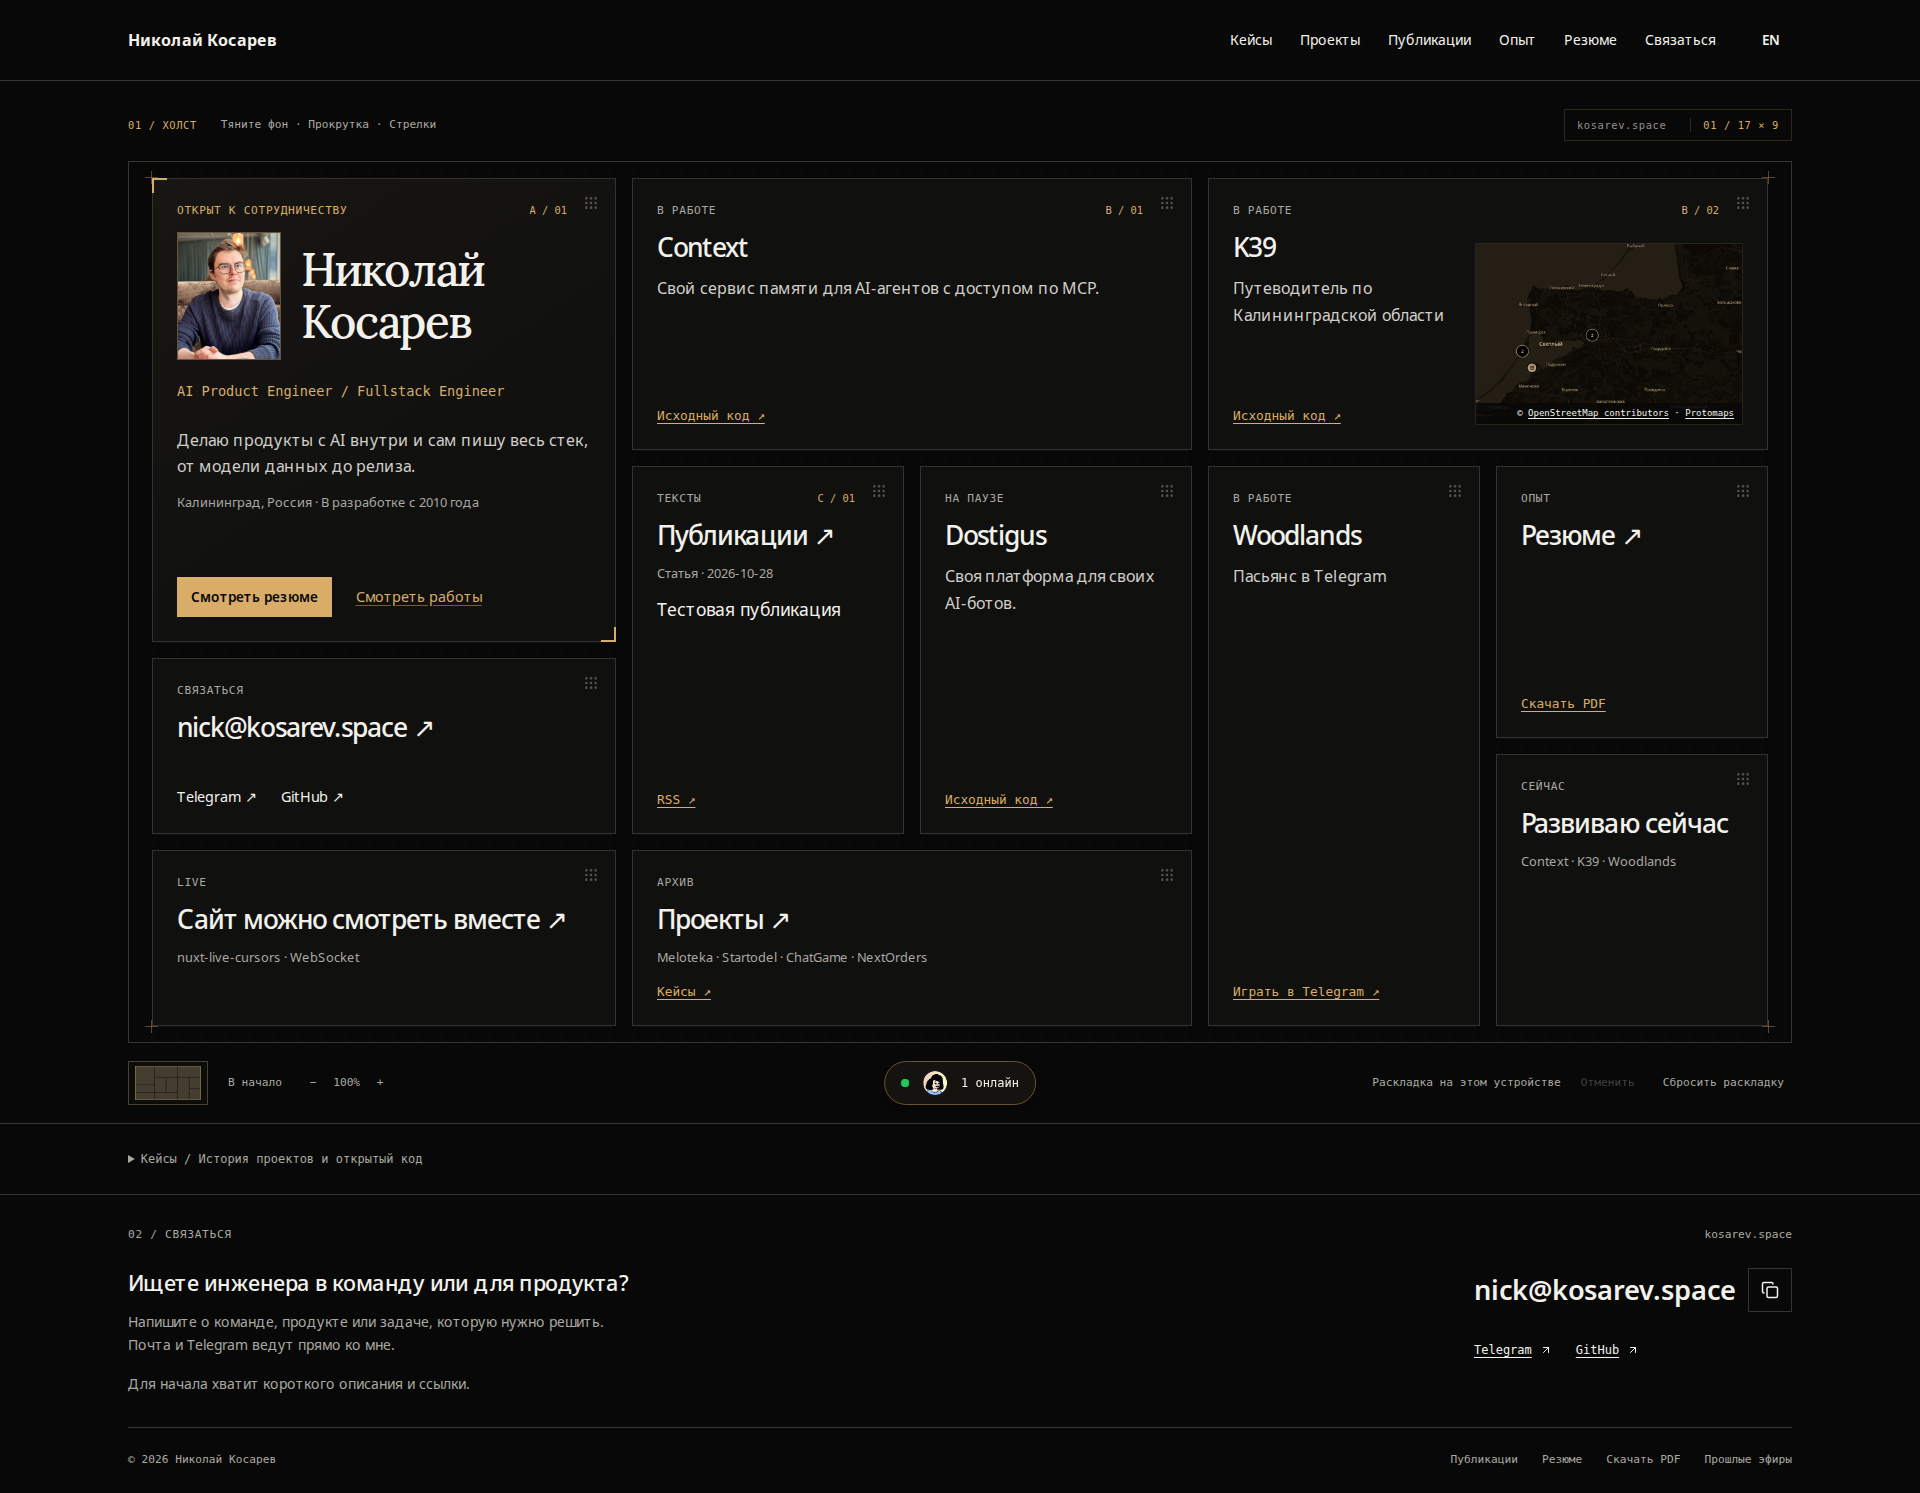 Николай Косарев
Кейсы Проекты Публикации Опыт Резюме Связаться EN
01 / ХОЛСТ Тяните фон · Прокрутка · Стрелки
kosarev.space 01 / 17 × 9
ОТКРЫТ К СОТРУДНИЧЕСТВУ A / 01
Николай
Косарев
AI Product Engineer / Fullstack Engineer
Делаю продукты с AI внутри и сам пишу весь стек,
от модели данных до релиза.
Калининград, Россия · В разработке с 2010 года
Смотреть резюме Смотреть работы
В РАБОТЕ B / 01
Context
Свой сервис памяти для AI-агентов с доступом по MCP.
Исходный код ↗
В РАБОТЕ B / 02
K39
Путеводитель по
Калининградской области
Исходный код ↗
Светлый
© OpenStreetMap contributors · Protomaps
ТЕКСТЫ C / 01
Публикации ↗
Статья · 2026-10-28
Тестовая публикация
RSS ↗
НА ПАУЗЕ
Dostigus
Своя платформа для своих
AI-ботов.
Исходный код ↗
В РАБОТЕ
Woodlands
Пасьянс в Telegram
Играть в Telegram ↗
ОПЫТ
Резюме ↗
Скачать PDF
СВЯЗАТЬСЯ
nick@kosarev.space ↗
Telegram ↗ GitHub ↗
СЕЙЧАС
Развиваю сейчас
Context · K39 · Woodlands
LIVE
Сайт можно смотреть вместе ↗
nuxt-live-cursors · WebSocket
АРХИВ
Проекты ↗
Meloteka · Startodel · ChatGame · NextOrders
Кейсы ↗
В начало − 100% +
1 онлайн
Раскладка на этом устройстве Отменить Сбросить раскладку
▶ Кейсы / История проектов и открытый код
02 / СВЯЗАТЬСЯ kosarev.space
Ищете инженера в команду или для продукта?
Напишите о команде, продукте или задаче, которую нужно решить.
Почта и Telegram ведут прямо ко мне.
Для начала хватит короткого описания и ссылки.
nick@kosarev.space
Telegram ↗ GitHub ↗
© 2026 Николай Косарев
Публикации Резюме Скачать PDF Прошлые эфиры